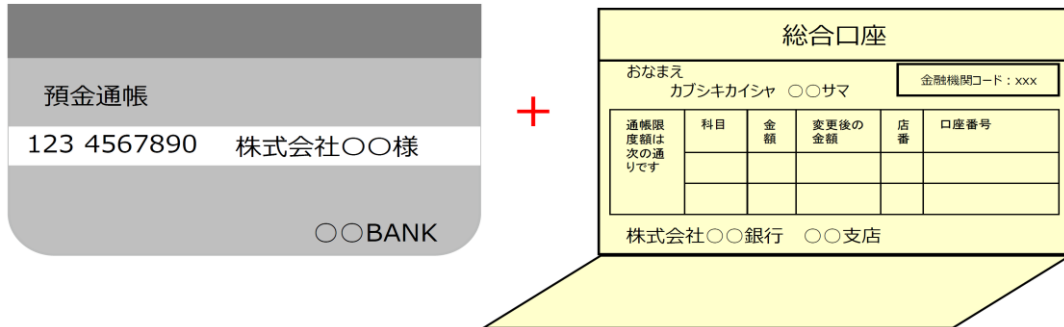 預金通帳
123 4567890 株式会社〇〇様
〇〇BANK
+
総合口座
おなまえ
カブシキカイシャ 〇〇サマ
金融機関コード：xxx
通帳限
度額は
次の通
りです
科目
金
額
変更後の
金額
店
番
口座番号
株式会社〇〇銀行 〇〇支店